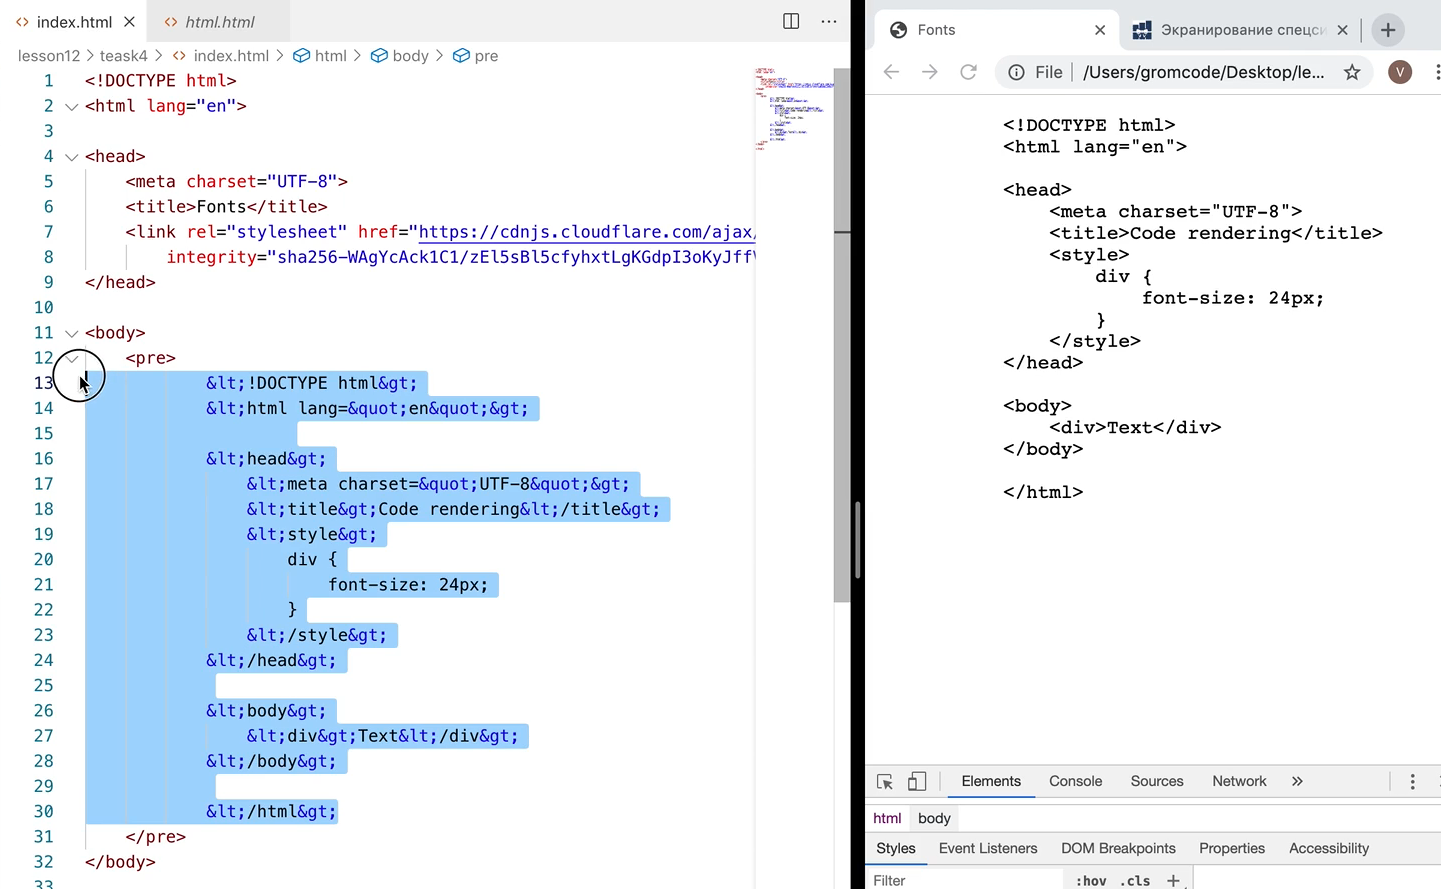 index.html
html.html
lesson12 > teask4 > index.html > html > body > pre
1 <!DOCTYPE html>
2 <html lang="en">
3
4 <head>
5 <meta charset="UTF-8">
6 <title>Fonts</title>
7 <link rel="stylesheet" href="https://cdnjs.cloudflare.com/ajax/
8 integrity="sha256-WAgYcAck1C1/zEl5sBl5cfyhxtLgKGdpI3oKyJff
9 </head>
10
11 <body>
12 <pre>
13 &lt;!DOCTYPE html&gt;
14 &lt;html lang=&quot;en&quot;&gt;
15
16 &lt;head&gt;
17 &lt;meta charset=&quot;UTF-8&quot;&gt;
18 &lt;title&gt;Code rendering&lt;/title&gt;
19 &lt;style&gt;
20 div {
21 font-size: 24px;
22 }
23 &lt;/style&gt;
24 &lt;/head&gt;
25
26 &lt;body&gt;
27 &lt;div&gt;Text&lt;/div&gt;
28 &lt;/body&gt;
29
30 &lt;/html&gt;
31 </pre>
32 </body>
33
Fonts
Экранирование спецси
File /Users/gromcode/Desktop/le...
V
<!DOCTYPE html>
<html lang="en">
<head>
<meta charset="UTF-8">
<title>Code rendering</title>
<style>
div {
font-size: 24px;
}
</style>
</head>
<body>
<div>Text</div>
</body>
</html>
Elements Console Sources Network »
html body
Styles Event Listeners DOM Breakpoints Properties Accessibility
Filter :hov .cls +